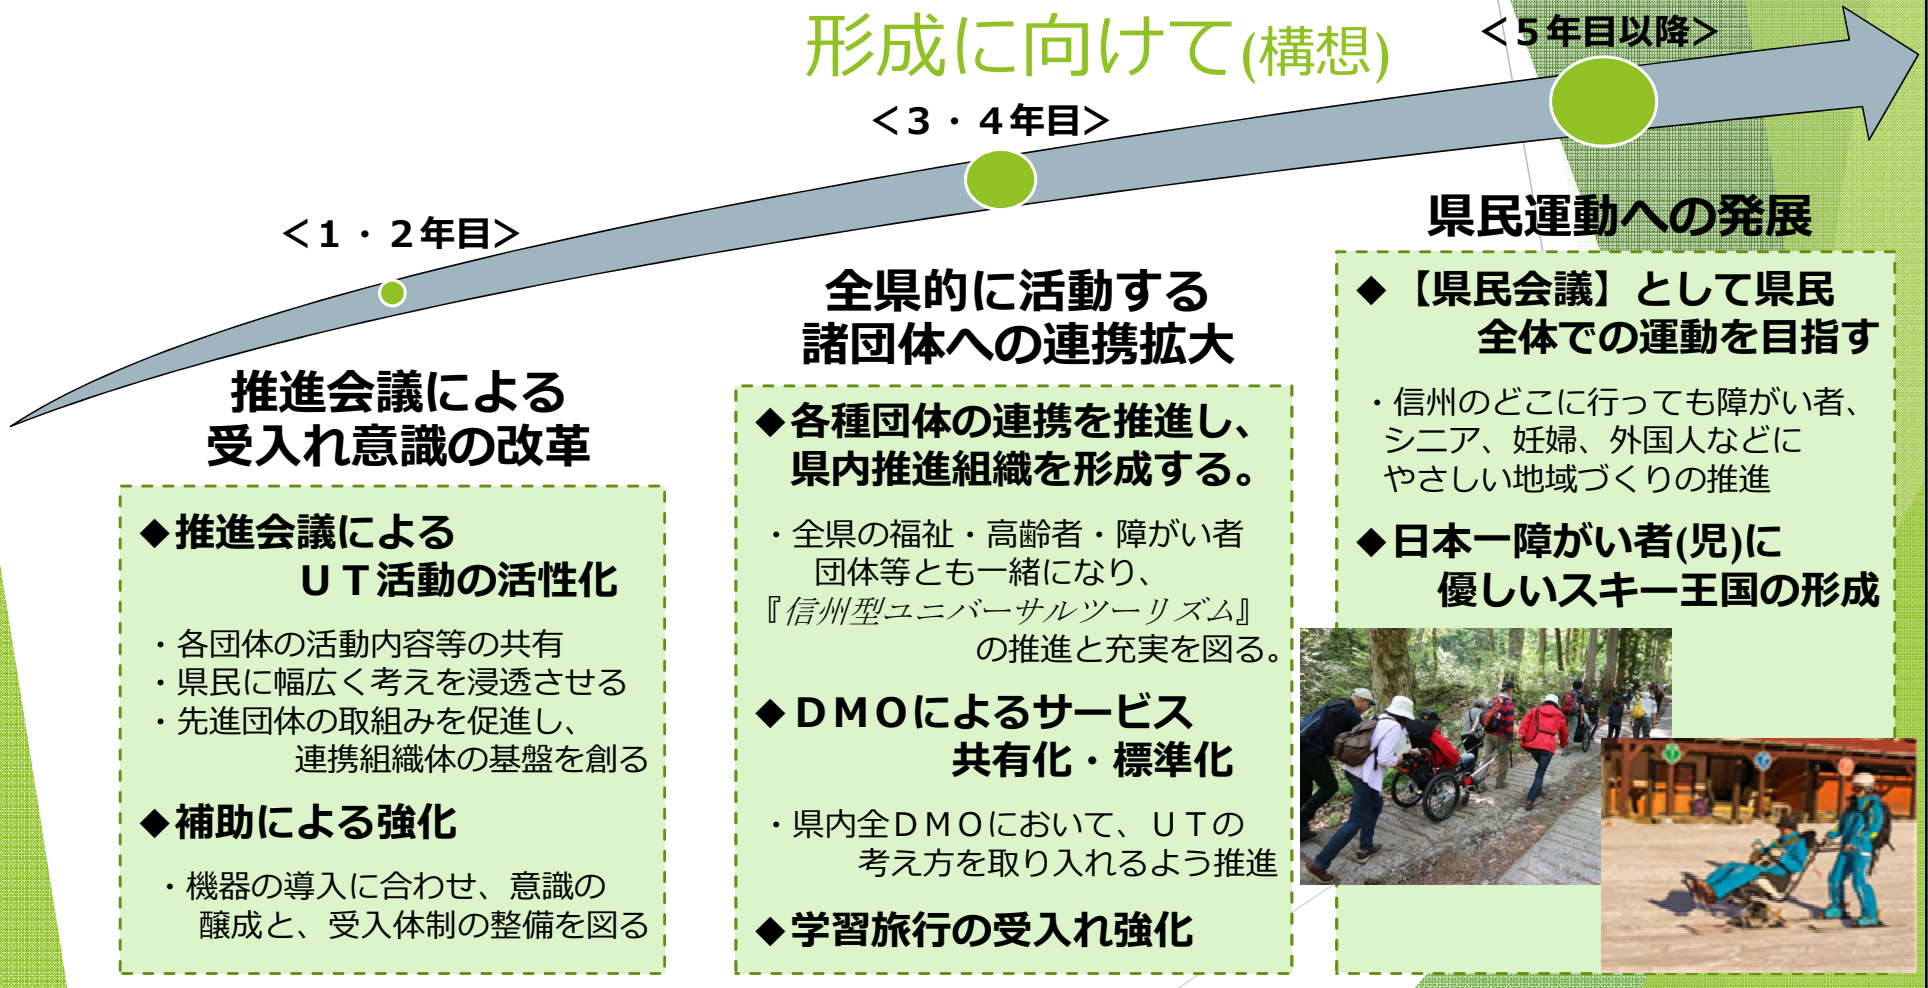 形成に向けて(構想)
＜１・２年目＞
推進会議による
受入れ意識の改革
◆推進会議による
ＵＴ活動の活性化
・各団体の活動内容等の共有
・県民に幅広く考えを浸透させる
・先進団体の取組みを促進し、
連携組織体の基盤を創る
◆補助による強化
・機器の導入に合わせ、意識の
醸成と、受入体制の整備を図る
＜３・４年目＞
全県的に活動する
諸団体への連携拡大
◆各種団体の連携を推進し、
県内推進組織を形成する。
・全県の福祉・高齢者・障がい者
団体等とも一緒になり、
『信州型ユニバーサルツーリズム』
の推進と充実を図る。
◆ＤＭＯによるサービス
共有化・標準化
・県内全ＤＭＯにおいて、ＵＴの
考え方を取り入れるよう推進
◆学習旅行の受入れ強化
＜５年目以降＞
県民運動への発展
◆【県民会議】として県民
全体での運動を目指す
・信州のどこに行っても障がい者、
シニア、妊婦、外国人などに
やさしい地域づくりの推進
◆日本一障がい者(児)に
優しいスキー王国の形成